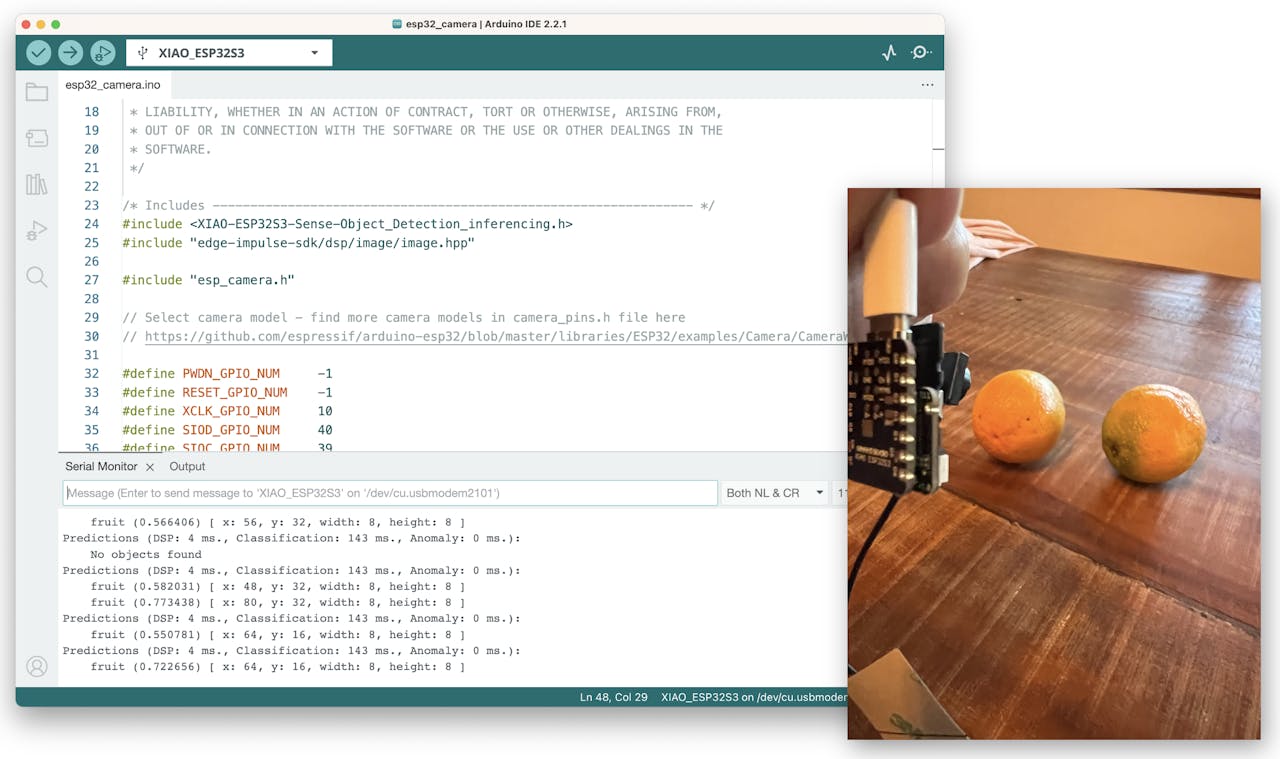 esp32_camera | Arduino IDE 2.2.1
XIAO_ESP32S3
esp32_camera.ino
18 * LIABILITY, WHETHER IN AN ACTION OF CONTRACT, TORT OR OTHERWISE, ARISING FROM,
19 * OUT OF OR IN CONNECTION WITH THE SOFTWARE OR THE USE OR OTHER DEALINGS IN THE
20 * SOFTWARE.
21 */
22
23 /* Includes ---------------------------------------------------------------- */
24 #include <XIAO-ESP32S3-Sense-Object_Detection_inferencing.h>
25 #include "edge-impulse-sdk/dsp/image/image.hpp"
26
27 #include "esp_camera.h"
28
29 // Select camera model - find more camera models in camera_pins.h file here
30 // https://github.com/espressif/arduino-esp32/blob/master/libraries/ESP32/examples/Camera/CameraW
31
32 #define PWDN_GPIO_NUM -1
33 #define RESET_GPIO_NUM -1
34 #define XCLK_GPIO_NUM 10
35 #define SIOD_GPIO_NUM 40
36 #define SIOC_GPIO_NUM 39
Serial Monitor × Output
Message (Enter to send message to 'XIAO_ESP32S3' on '/dev/cu.usbmodem2101') Both NL & CR 11
fruit (0.566406) [ x: 56, y: 32, width: 8, height: 8 ]
Predictions (DSP: 4 ms., Classification: 143 ms., Anomaly: 0 ms.):
No objects found
Predictions (DSP: 4 ms., Classification: 143 ms., Anomaly: 0 ms.):
fruit (0.582031) [ x: 48, y: 32, width: 8, height: 8 ]
fruit (0.773438) [ x: 80, y: 32, width: 8, height: 8 ]
Predictions (DSP: 4 ms., Classification: 143 ms., Anomaly: 0 ms.):
fruit (0.550781) [ x: 64, y: 16, width: 8, height: 8 ]
Predictions (DSP: 4 ms., Classification: 143 ms., Anomaly: 0 ms.):
fruit (0.722656) [ x: 64, y: 16, width: 8, height: 8 ]
Ln 48, Col 29 XIAO_ESP32S3 on /dev/cu.usbmodem